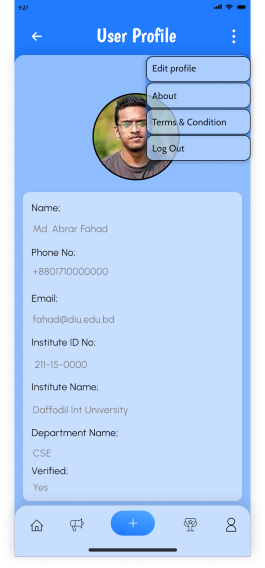 9:27
User Profile
Edit profile
About
Terms & Condition
Log Out
Name;
Md. Abrar Fahad
Phone No;
+8801710000000
Email;
fahad@diu.edu.bd
Institute ID No;
211-15-0000
Institute Name;
Daffodil Int University
Department Name;
CSE
Verified;
Yes